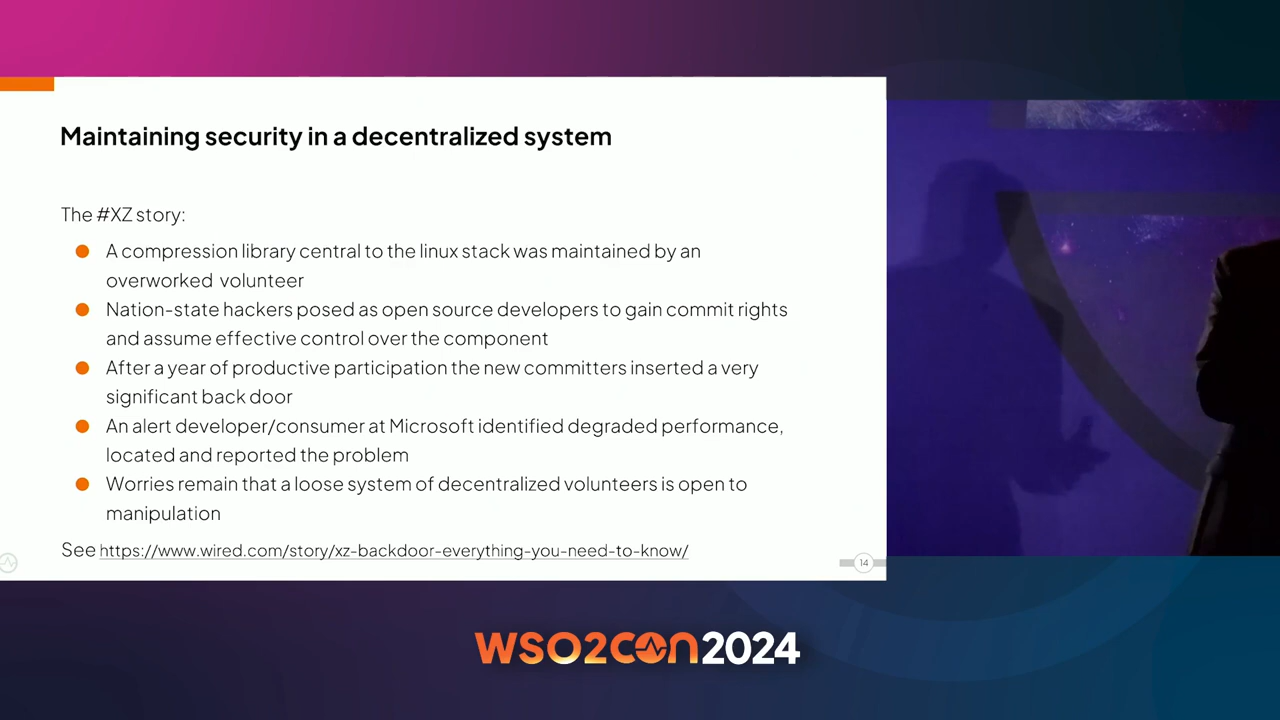 Maintaining security in a decentralized system
The #XZ story:
A compression library central to the linux stack was maintained by an
overworked volunteer
Nation-state hackers posed as open source developers to gain commit rights
and assume effective control over the component
After a year of productive participation the new committers inserted a very
significant back door
An alert developer/consumer at Microsoft identified degraded performance,
located and reported the problem
Worries remain that a loose system of decentralized volunteers is open to
manipulation
See https://www.wired.com/story/xz-backdoor-everything-you-need-to-know/
14
WSO2CON2024